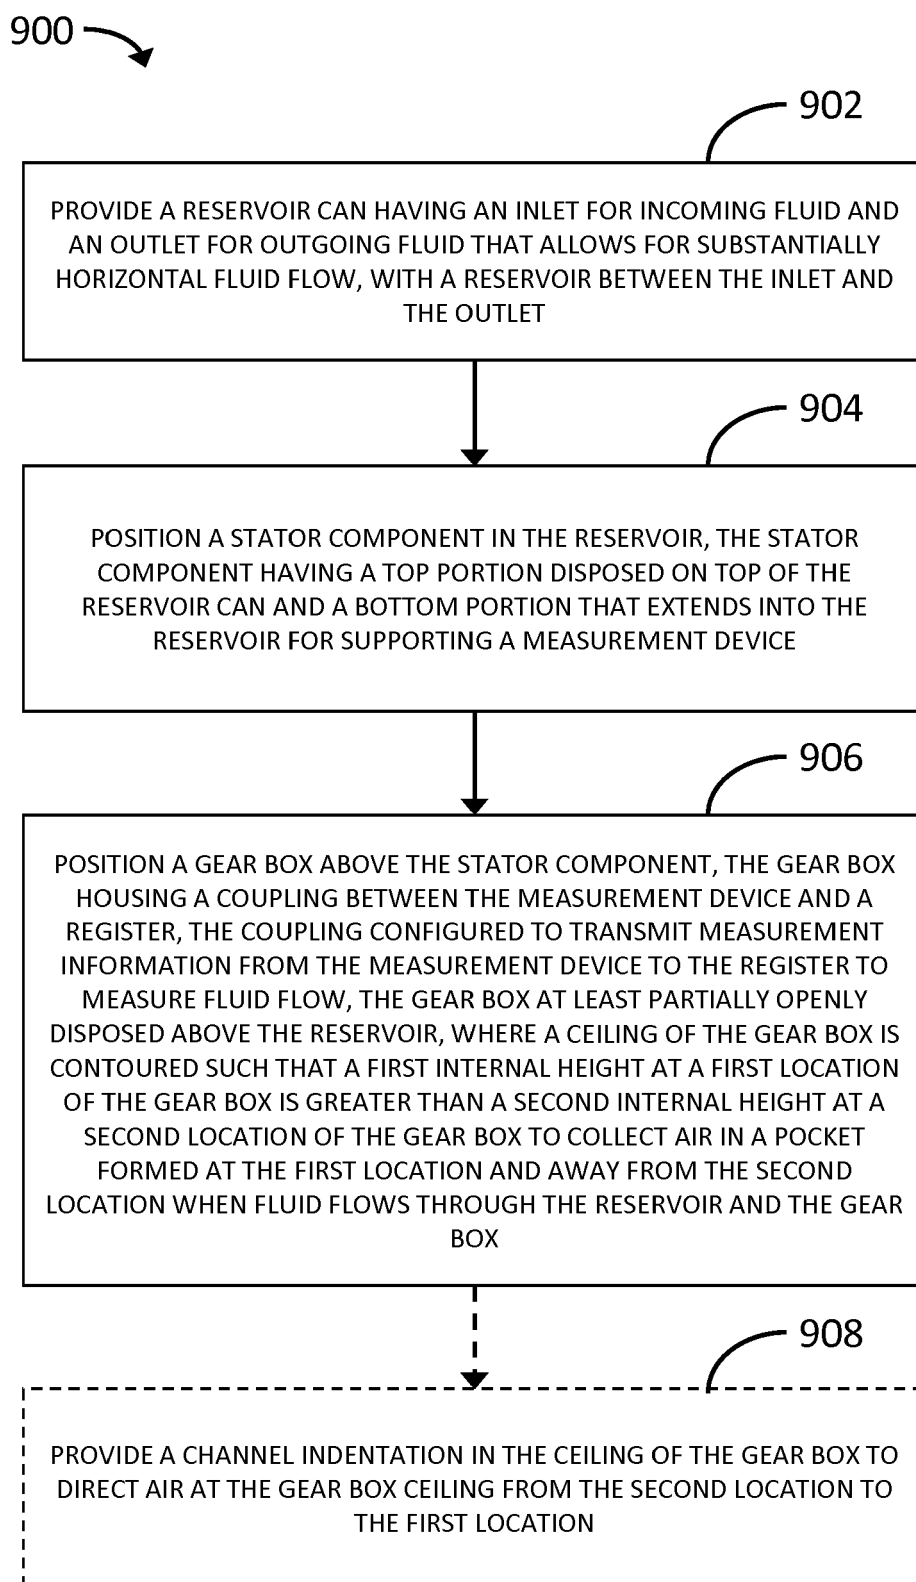 900
902
PROVIDE A RESERVOIR CAN HAVING AN INLET FOR INCOMING FLUID AND
AN OUTLET FOR OUTGOING FLUID THAT ALLOWS FOR SUBSTANTIALLY
HORIZONTAL FLUID FLOW, WITH A RESERVOIR BETWEEN THE INLET AND
THE OUTLET
904
POSITION A STATOR COMPONENT IN THE RESERVOIR, THE STATOR
COMPONENT HAVING A TOP PORTION DISPOSED ON TOP OF THE
RESERVOIR CAN AND A BOTTOM PORTION THAT EXTENDS INTO THE
RESERVOIR FOR SUPPORTING A MEASUREMENT DEVICE
906
POSITION A GEAR BOX ABOVE THE STATOR COMPONENT, THE GEAR BOX
HOUSING A COUPLING BETWEEN THE MEASUREMENT DEVICE AND A
REGISTER, THE COUPLING CONFIGURED TO TRANSMIT MEASUREMENT
INFORMATION FROM THE MEASUREMENT DEVICE TO THE REGISTER TO
MEASURE FLUID FLOW, THE GEAR BOX AT LEAST PARTIALLY OPENLY
DISPOSED ABOVE THE RESERVOIR, WHERE A CEILING OF THE GEAR BOX IS
CONTOURED SUCH THAT A FIRST INTERNAL HEIGHT AT A FIRST LOCATION
OF THE GEAR BOX IS GREATER THAN A SECOND INTERNAL HEIGHT AT A
SECOND LOCATION OF THE GEAR BOX TO COLLECT AIR IN A POCKET
FORMED AT THE FIRST LOCATION AND AWAY FROM THE SECOND
LOCATION WHEN FLUID FLOWS THROUGH THE RESERVOIR AND THE GEAR
BOX
908
PROVIDE A CHANNEL INDENTATION IN THE CEILING OF THE GEAR BOX TO
DIRECT AIR AT THE GEAR BOX CEILING FROM THE SECOND LOCATION TO
THE FIRST LOCATION